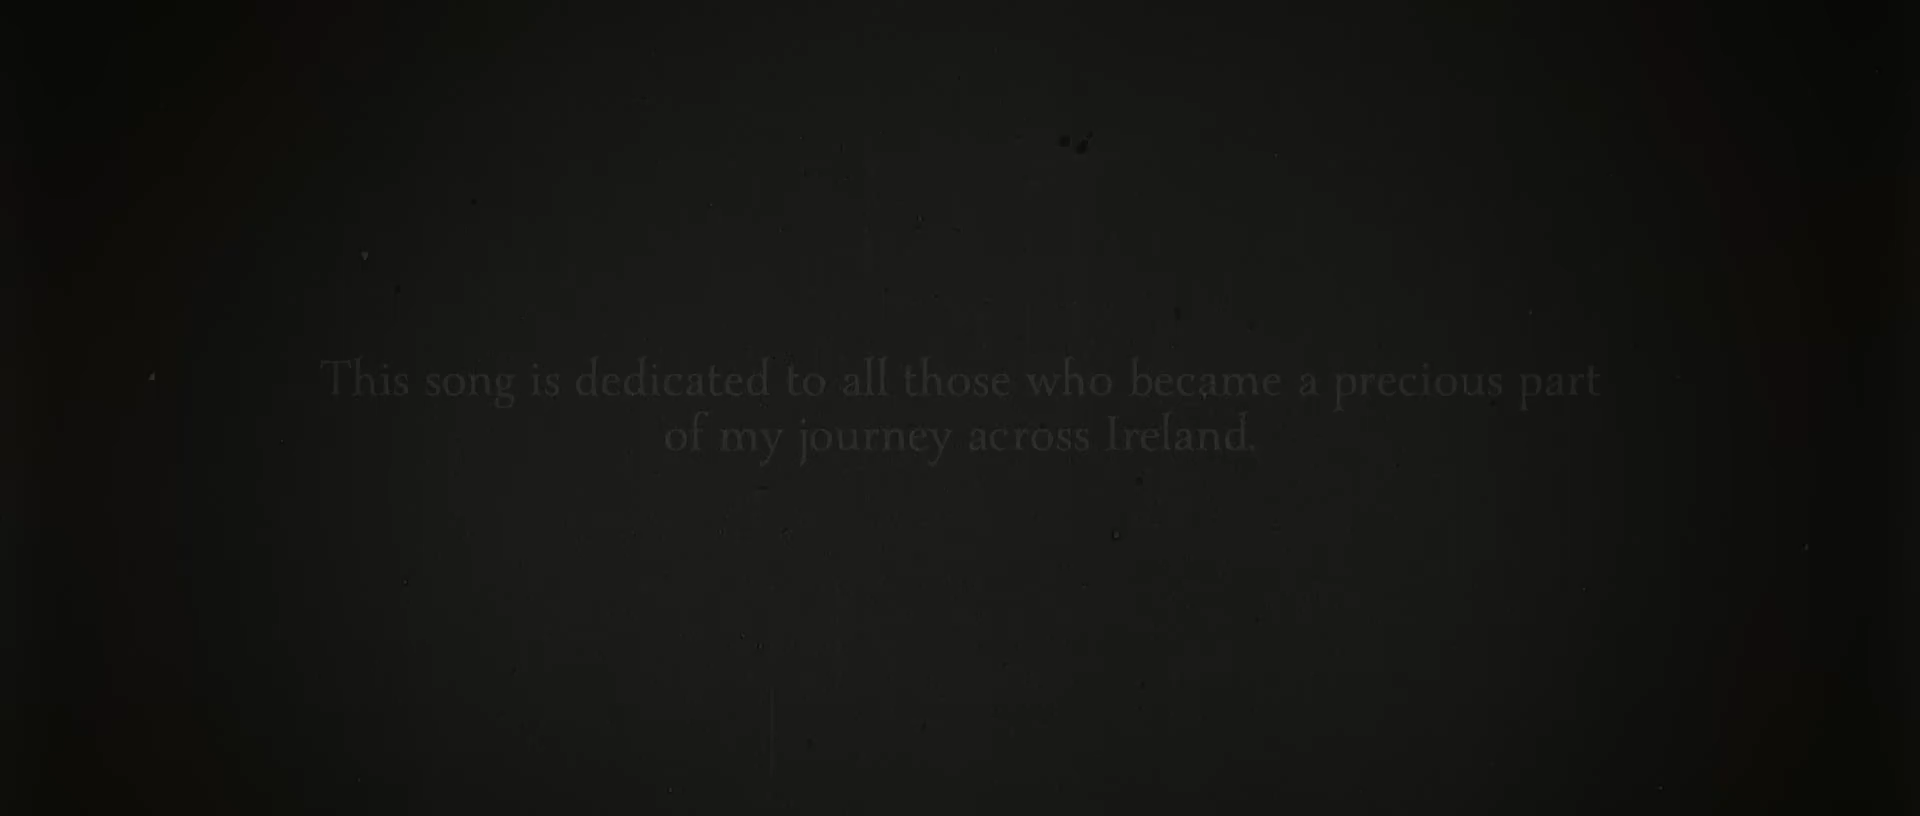 This song is dedicated to all those who became a precious part
of my journey across Ireland.